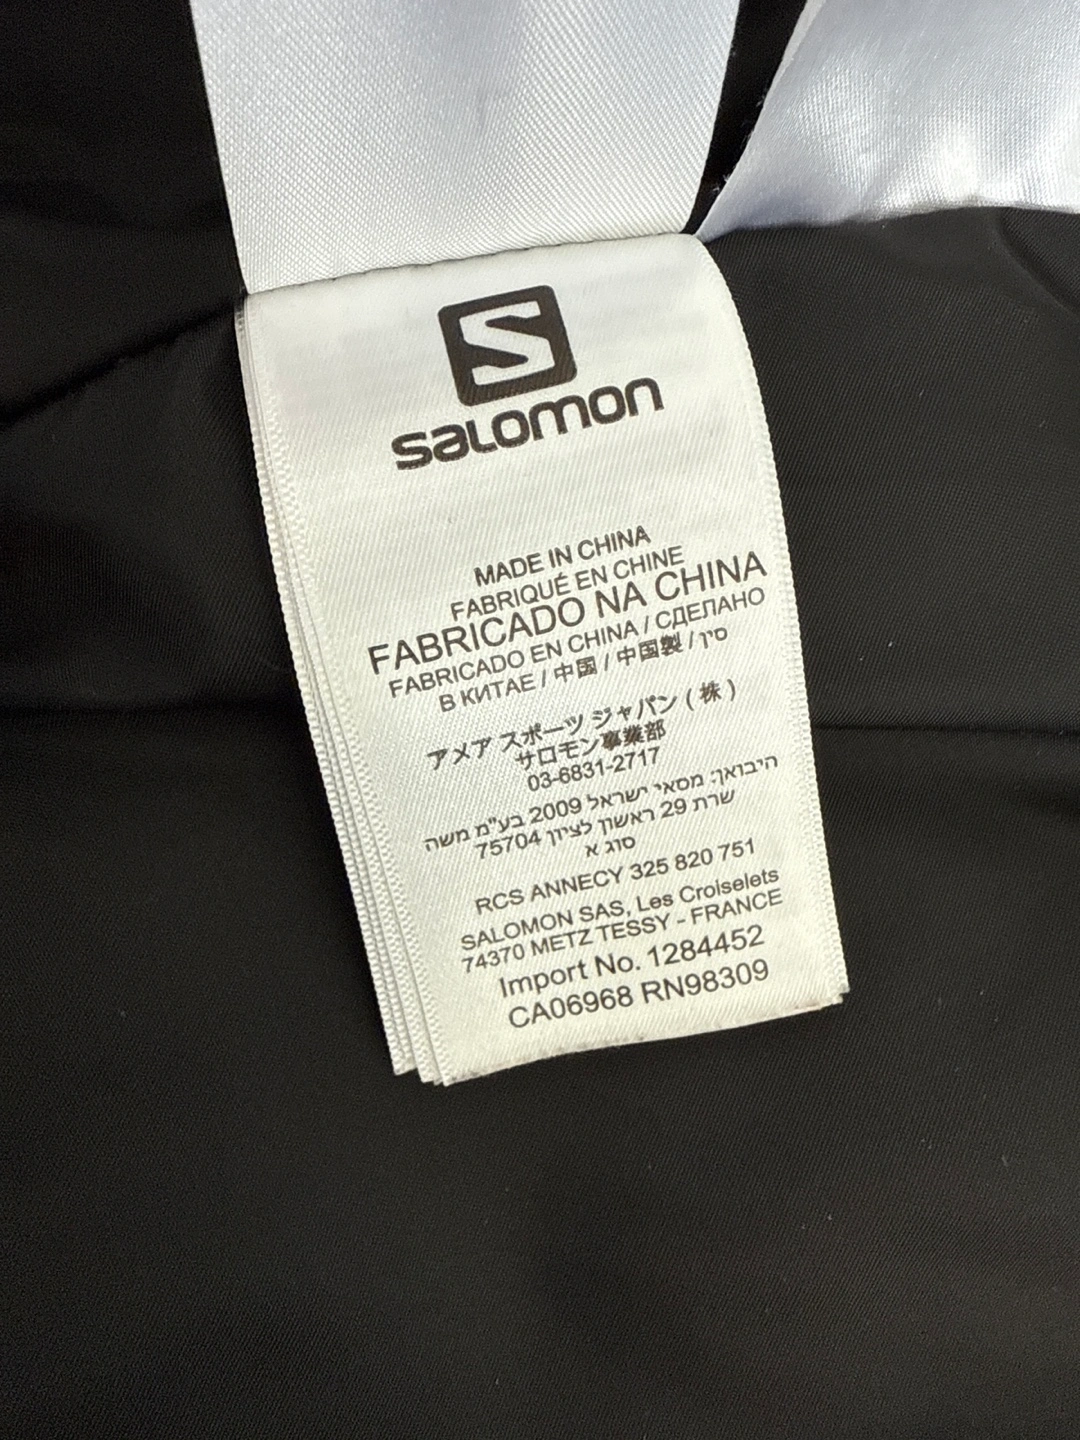 S
SALOMON
MADE IN CHINA
FABRIQUÉ EN CHINE
FABRICADO NA CHINA
FABRICADO EN CHINA / СДЕЛАНО
В КИТАЕ / 中国 / 中国製 / סין
アメア スポーツ ジャパン ( 株 )
サロモン事業部
03-6831-2717
היבואן: מסאי ישראל 2009 בע"מ משה
שרת 29 ראשון לציון 75704
סוג א
RCS ANNECY 325 820 751
SALOMON SAS, Les Croiselets
74370 METZ TESSY - FRANCE
Import No. 1284452
CA06968 RN98309